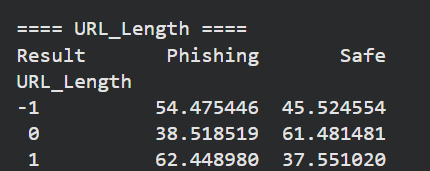 ==== URL_Length ====
Result Phishing Safe
URL_Length
-1 54.475446 45.524554
0 38.518519 61.481481
1 62.448980 37.551020